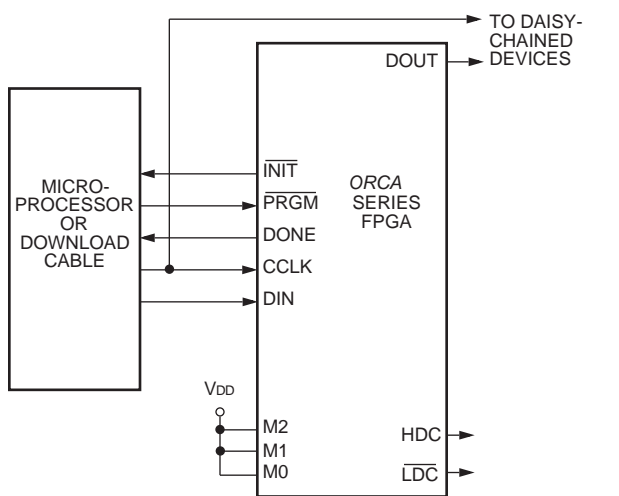 TO DAISY-
CHAINED
DEVICES
DOUT
INIT
PRGM
DONE
CCLK
DIN
MICRO-
PROCESSOR
OR
DOWNLOAD
CABLE
ORCA
SERIES
FPGA
VDD
M2
M1
M0
HDC
LDC